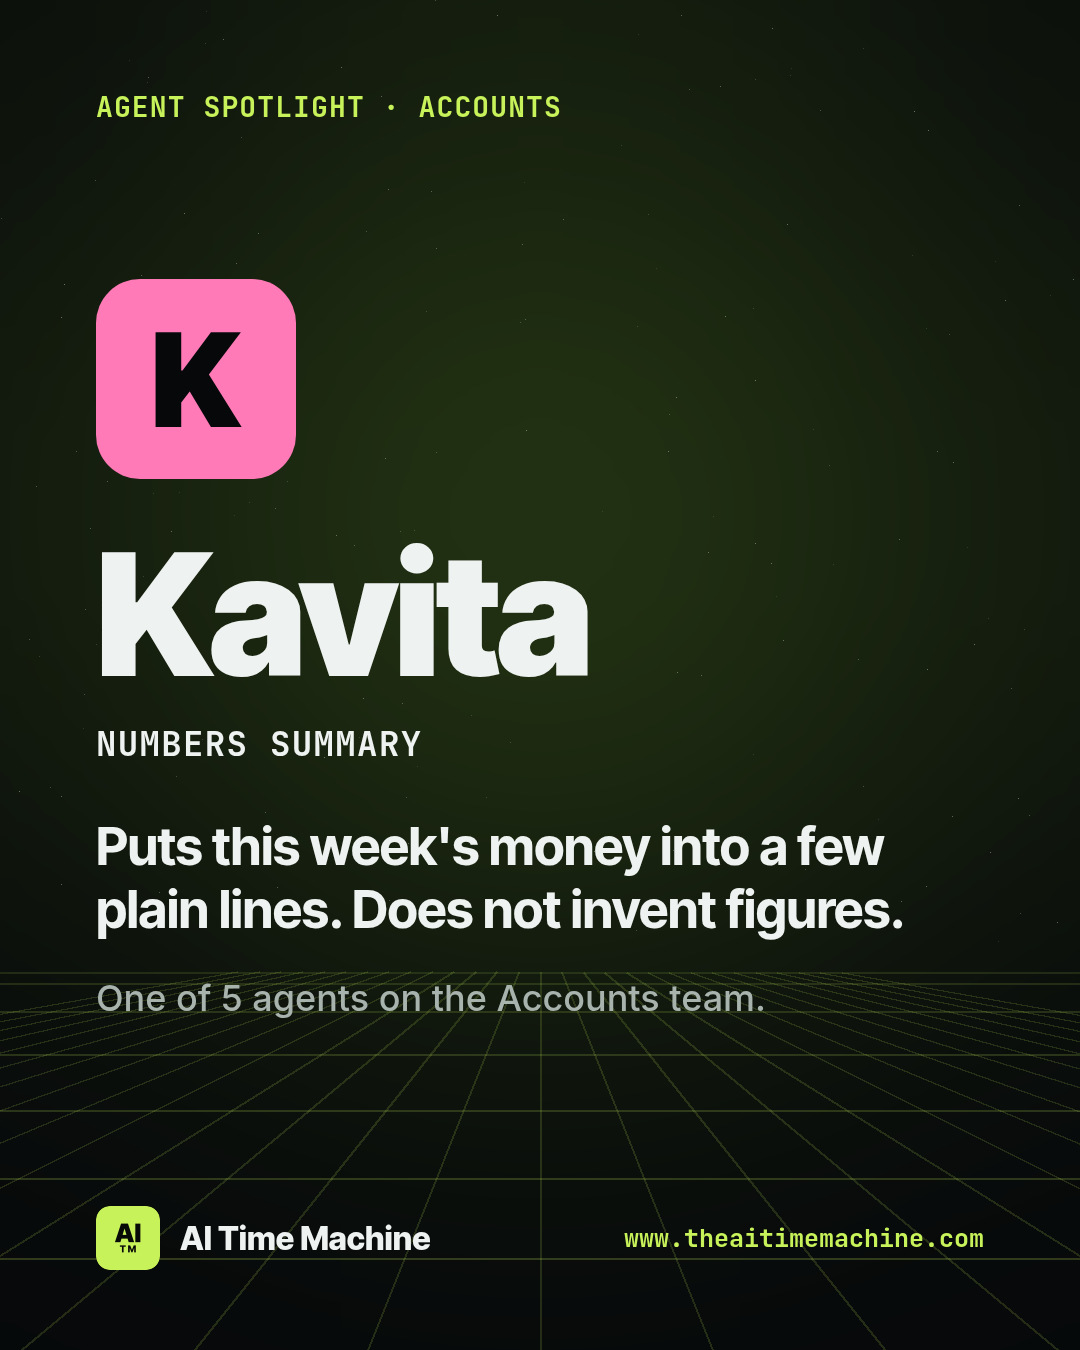 AGENT SPOTLIGHT · ACCOUNTS
K
Kavita
NUMBERS SUMMARY
Puts this week's money into a few
plain lines. Does not invent figures.
One of 5 agents on the Accounts team.
AI
TM
AI Time Machine
www.theaitimemachine.com